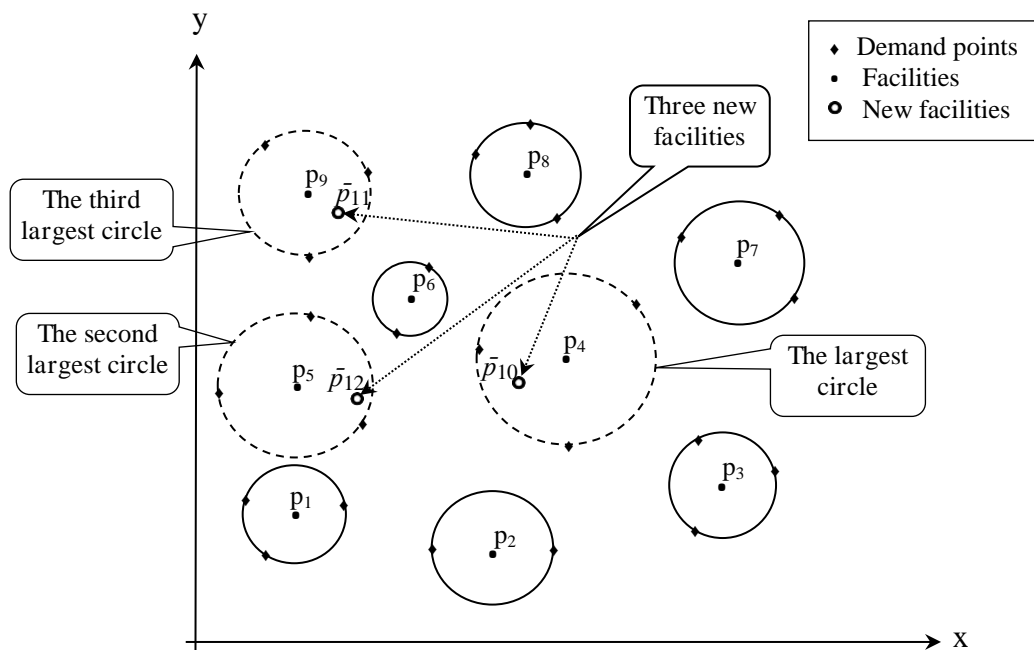 y
Demand points
Facilities
New facilities
Three new
facilities
p8
p9
p̄11
The third
largest circle
p7
p6
The second
largest circle
p4
p̄10
The largest
circle
p5
p̄12
p3
p1
p2
x